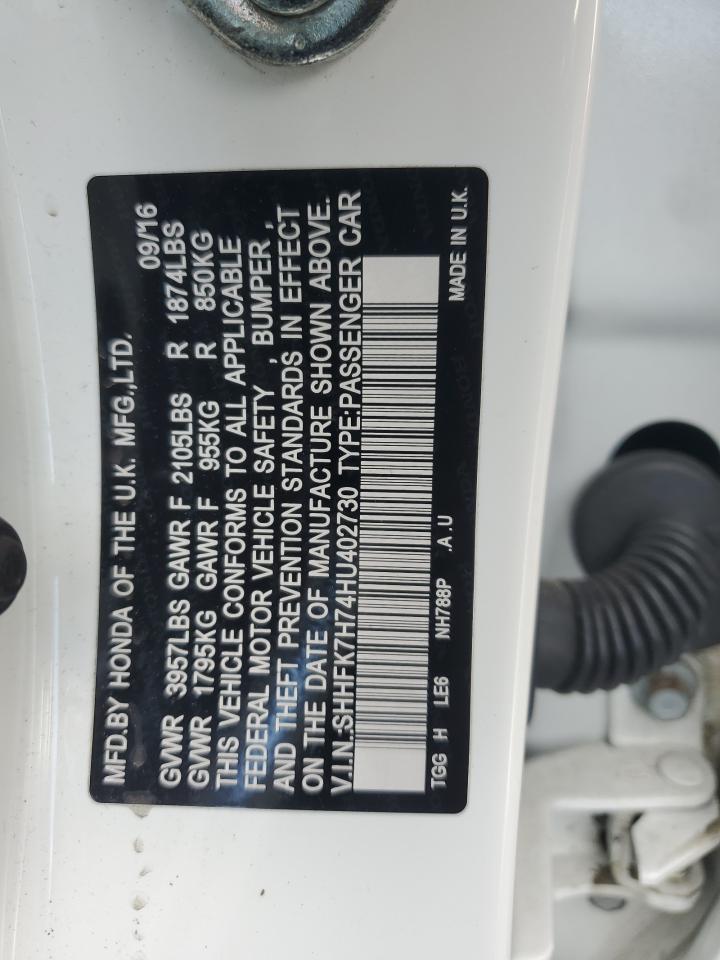 MFD.BY HONDA OF THE U.K. MFG.,LTD. 09/16
GVWR 3957LBS GAWR F 2105LBS R 1874LBS
GVWR 1795KG GAWR F 955KG R 850KG
THIS VEHICLE CONFORMS TO ALL APPLICABLE
FEDERAL MOTOR VEHICLE SAFETY , BUMPER ,
AND THEFT PREVENTION STANDARDS IN EFFECT
ON THE DATE OF MANUFACTURE SHOWN ABOVE.
V.I.N.:SHHFK7H74HU402730 TYPE:PASSENGER CAR
TGG H LE6 NH788P .A.U MADE IN U.K.